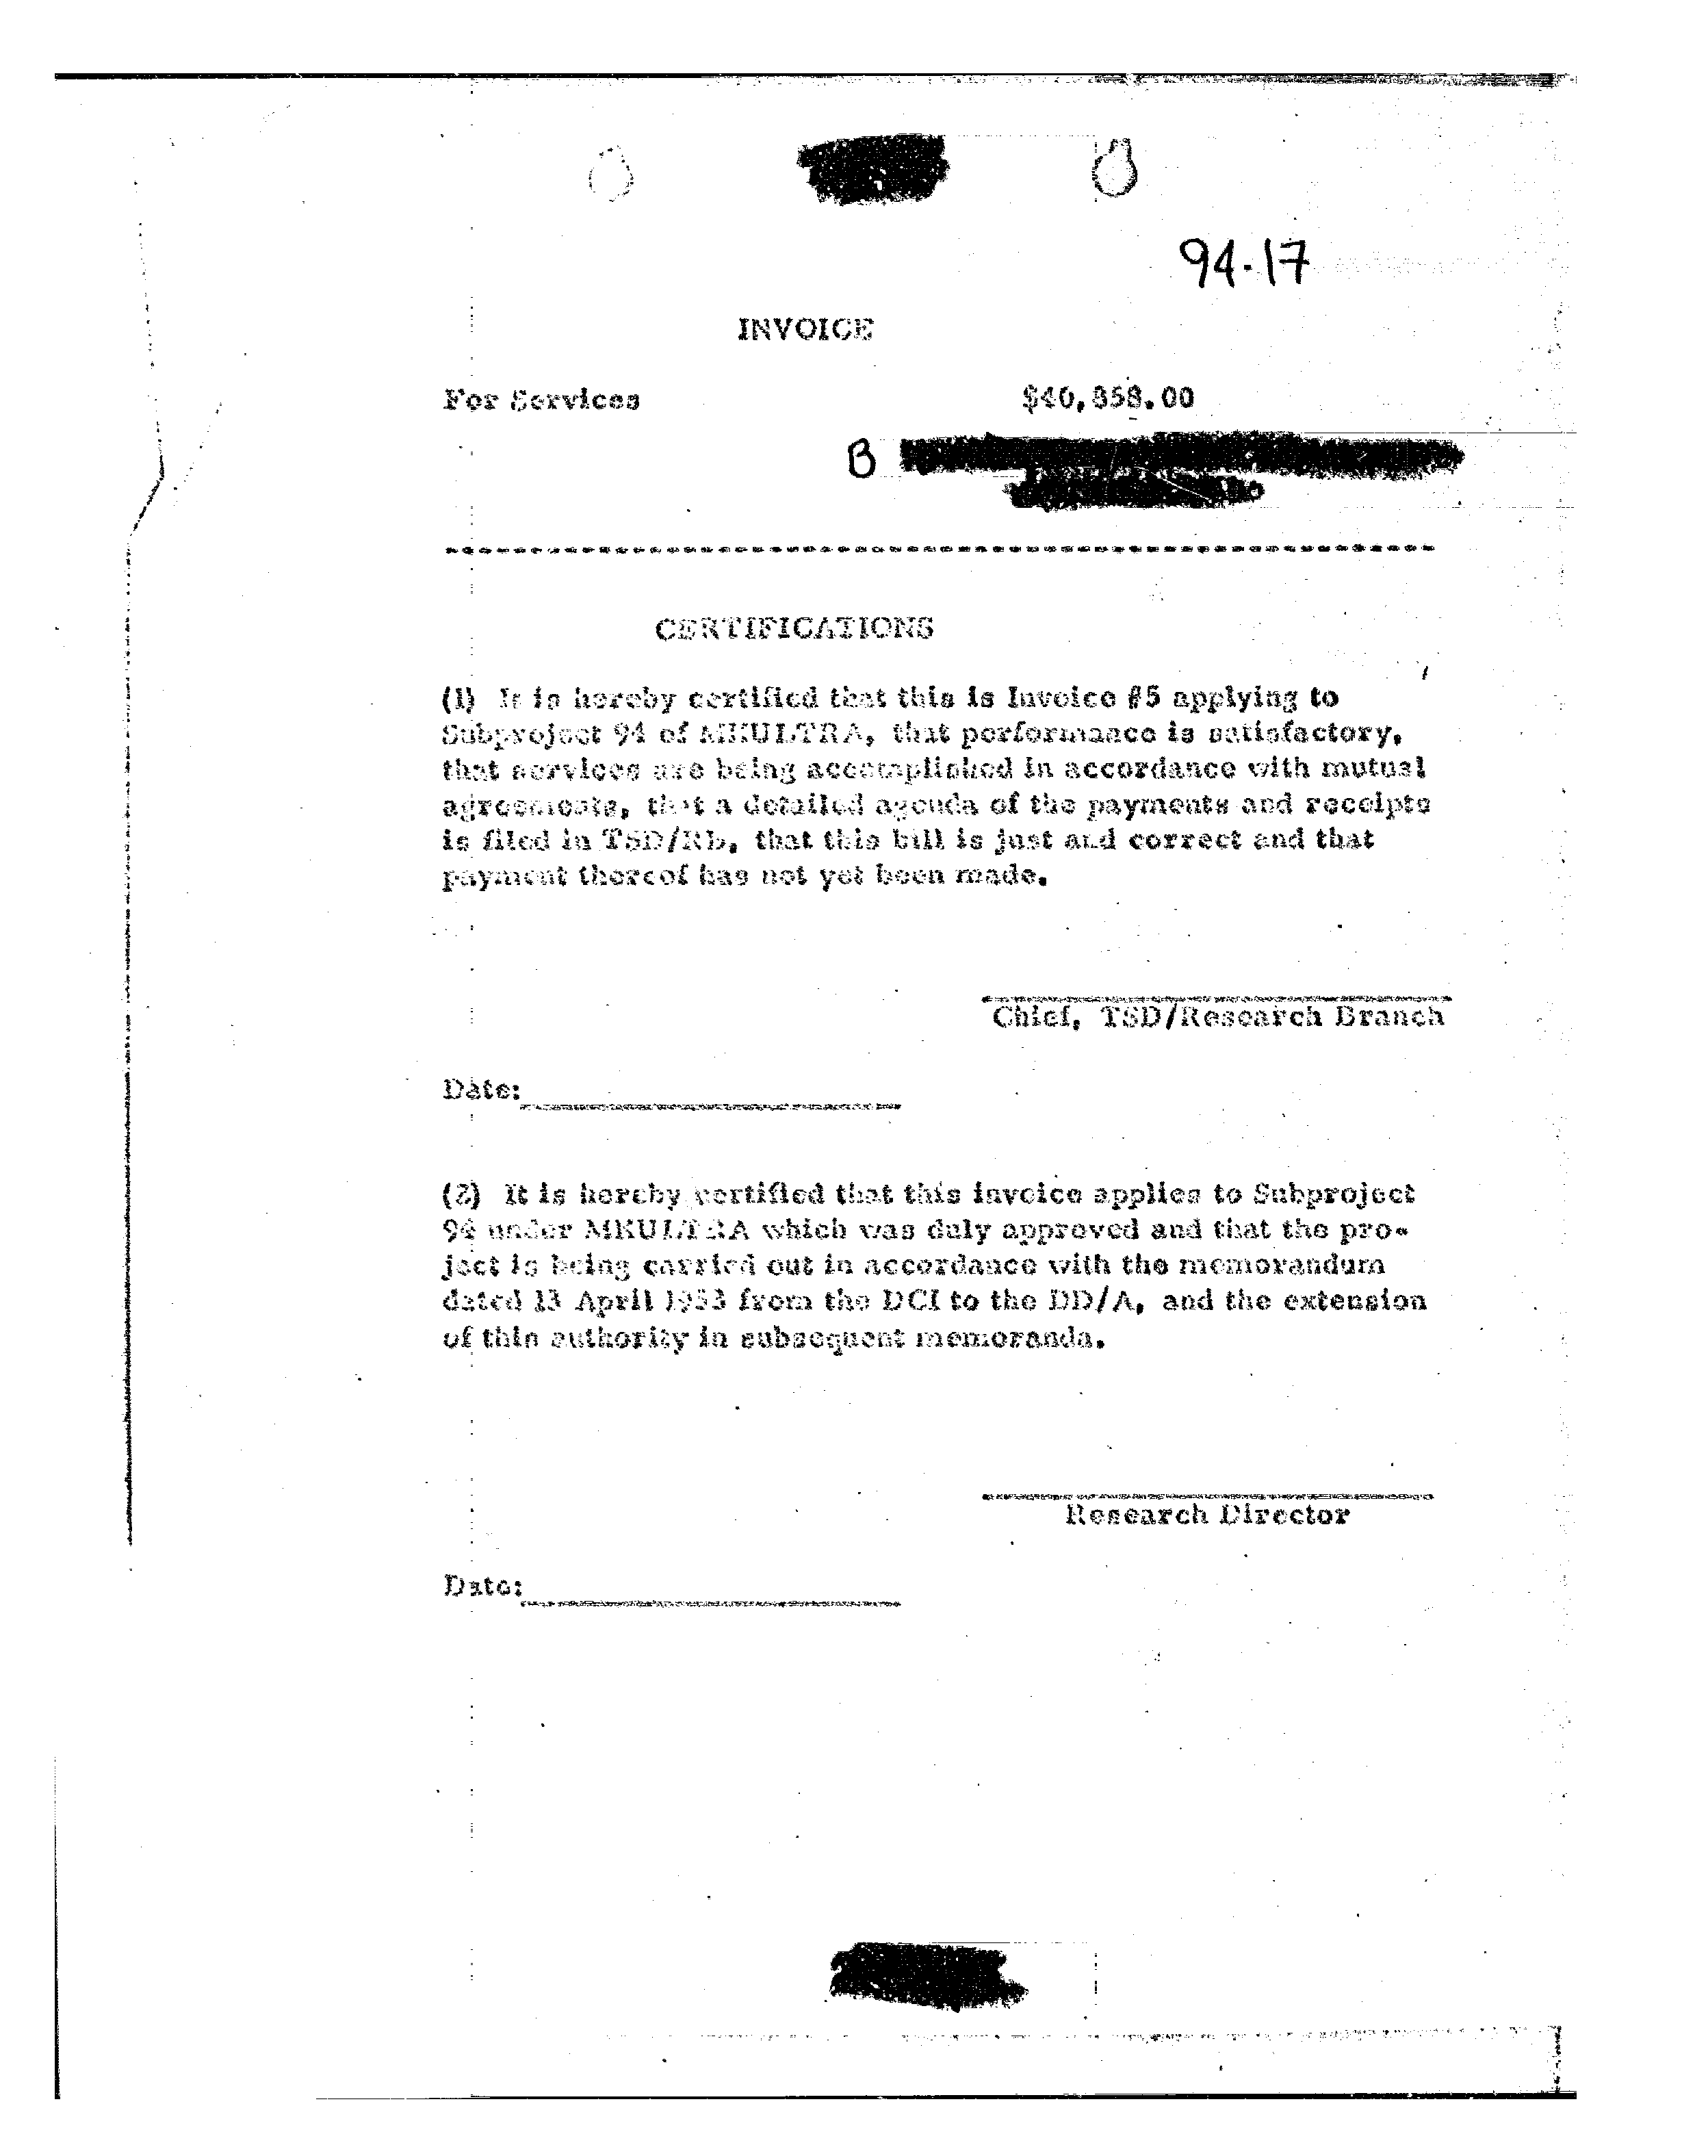 94-17
INVOICE
For Services $40,858.00
B
CERTIFICATIONS
(1) It is hereby certified that this is Invoice #5 applying to
Subproject 94 of MKULTRA, that performance is satisfactory,
that services are being accomplished in accordance with mutual
agreements, that a detailed agenda of the payments and receipts
is filed in TSD/RB, that this bill is just and correct and that
payment thereof has not yet been made.
Chief, TSD/Research Branch
Date:
(2) It is hereby certified that this invoice applies to Subproject
94 under MKULTRA which was duly approved and that the pro-
ject is being carried out in accordance with the memorandum
dated 13 April 1953 from the DCI to the DD/A, and the extension
of this authority in subsequent memoranda.
Research Director
Date: